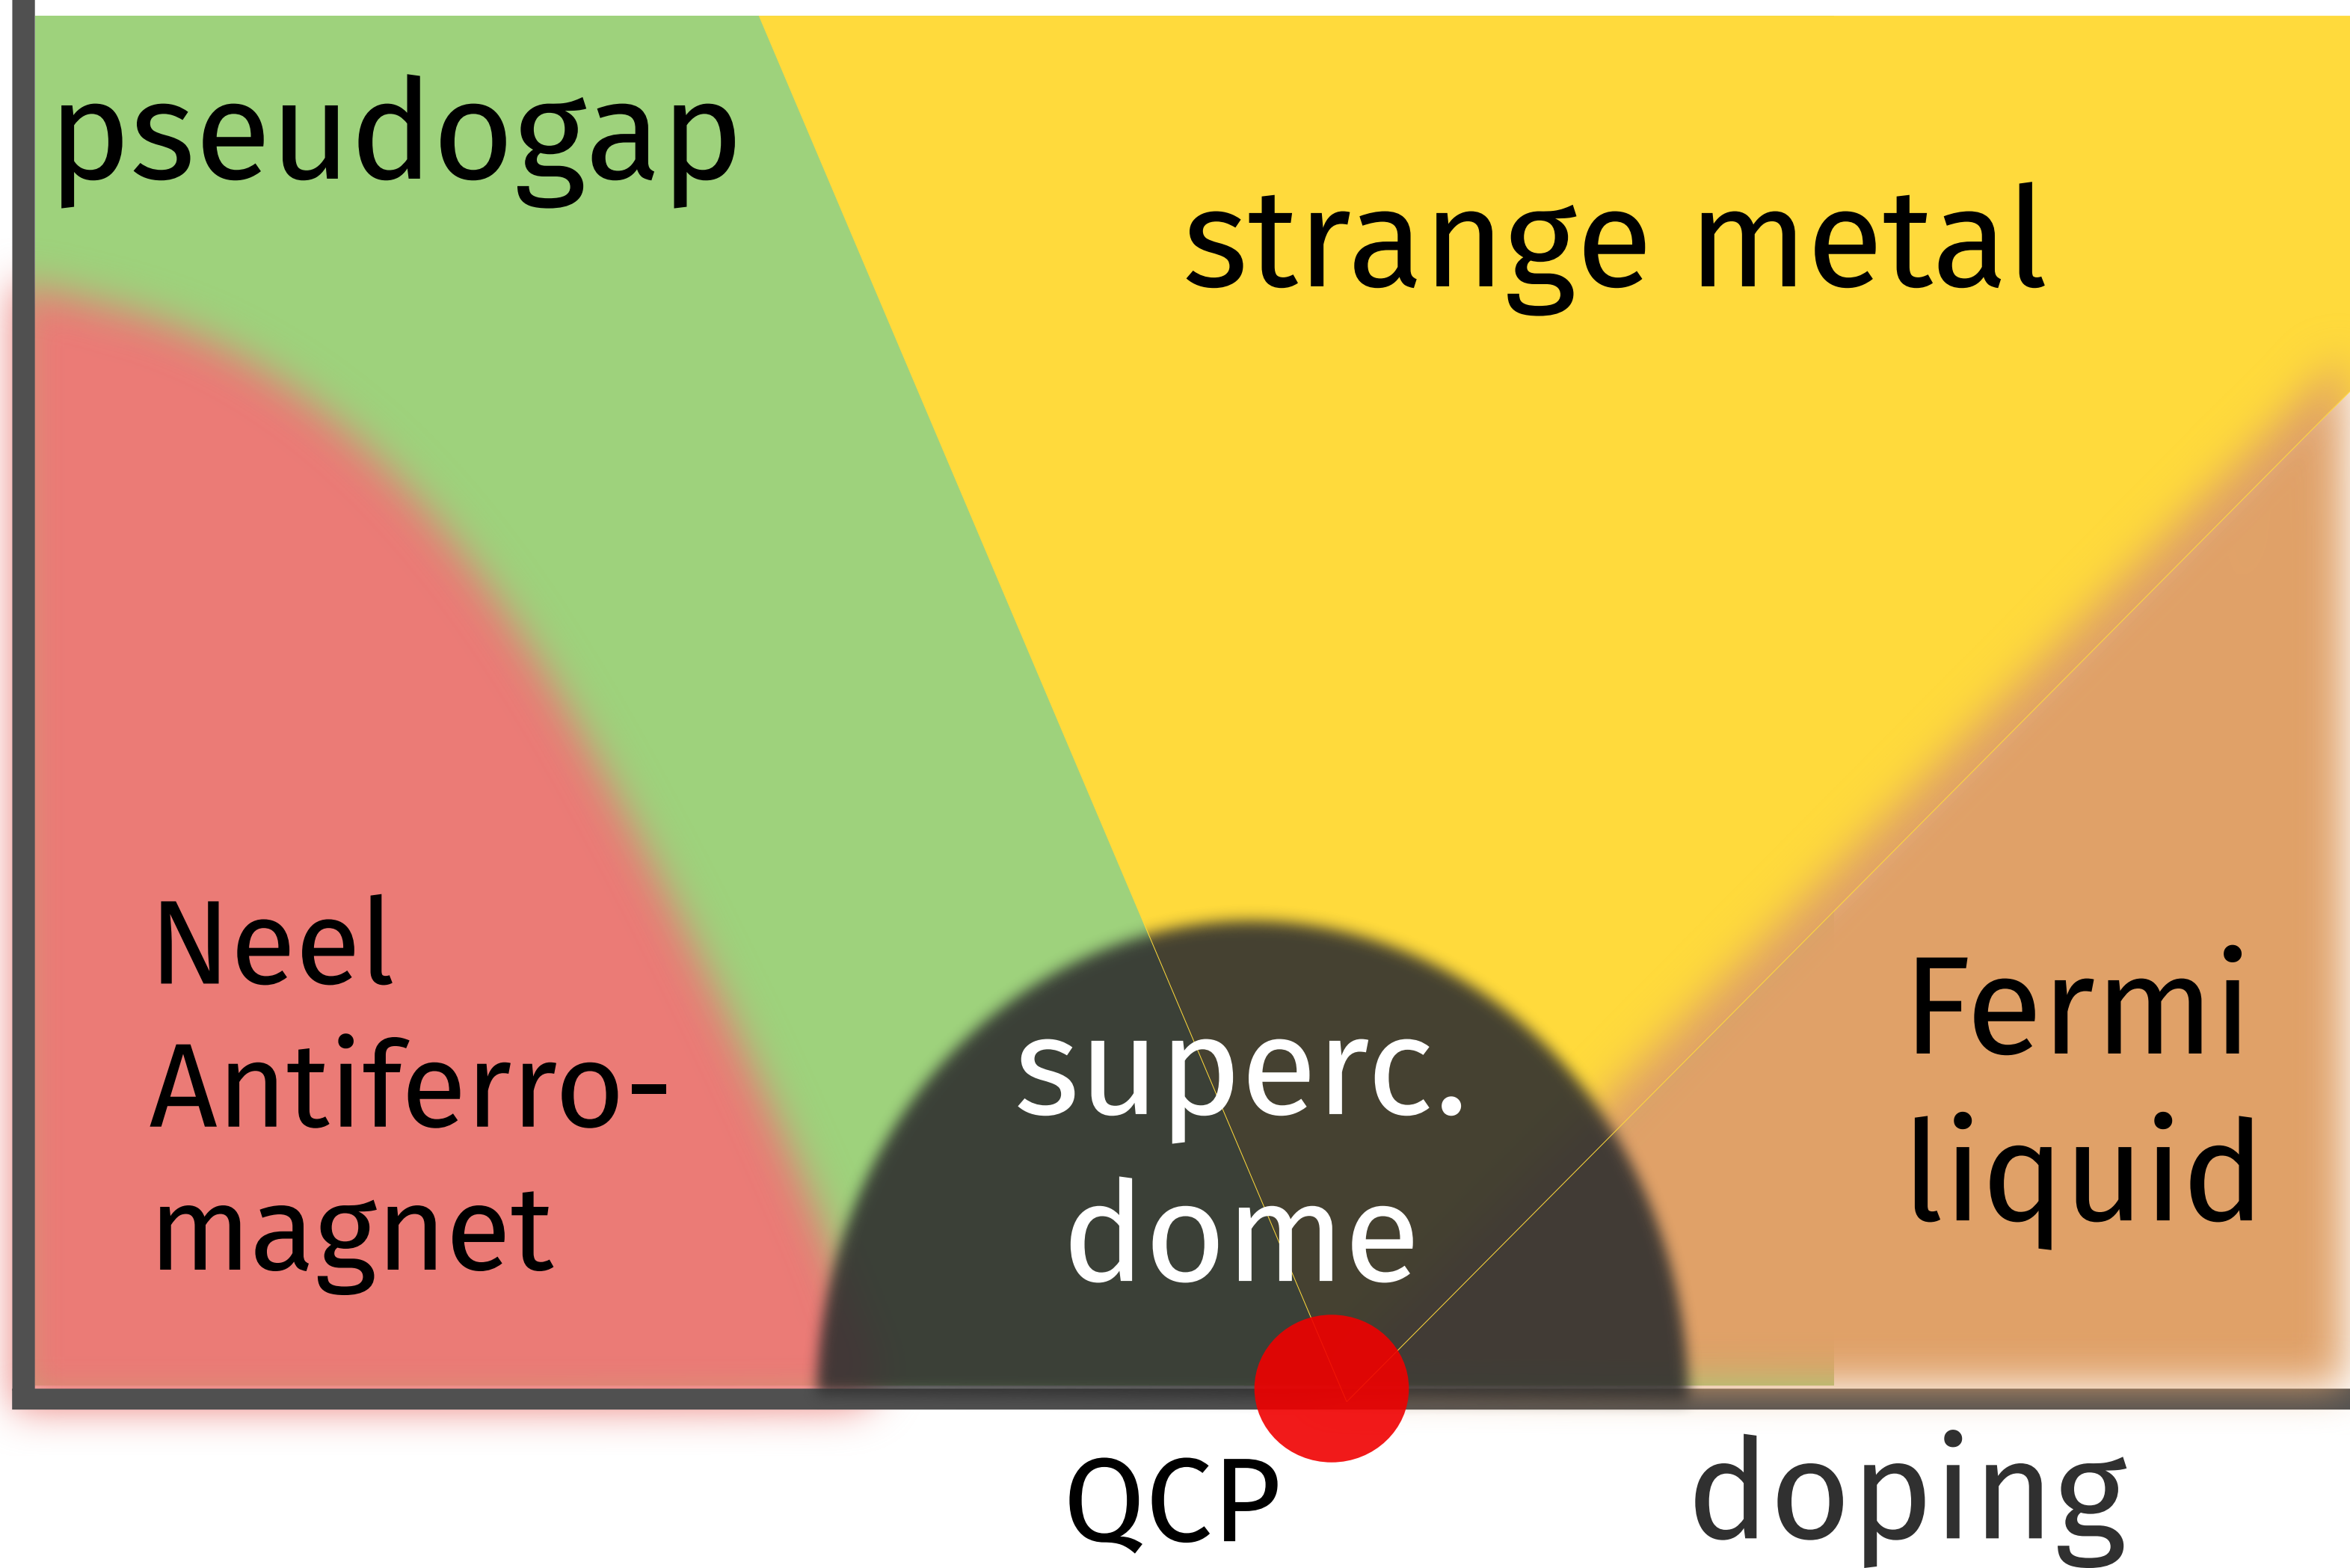 pseudogap
strange metal
Neel
Antiferro-
magnet
superc.
dome
Fermi
liquid
QCP
doping